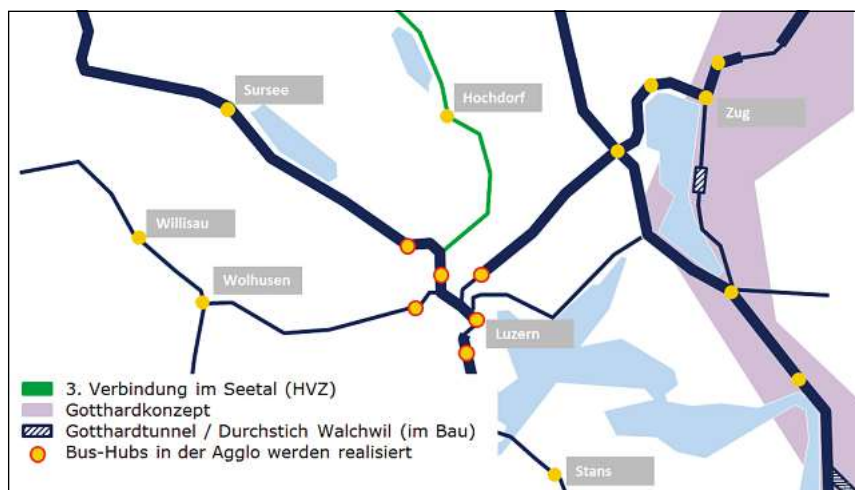 Sursee
Hochdorf
Zug
Willisau
Wolhusen
Luzern
3. Verbindung im Seetal (HVZ)
Gotthardkonzept
Gotthardtunnel / Durchstich Walchwil (im Bau)
Bus-Hubs in der Agglo werden realisiert
Stans